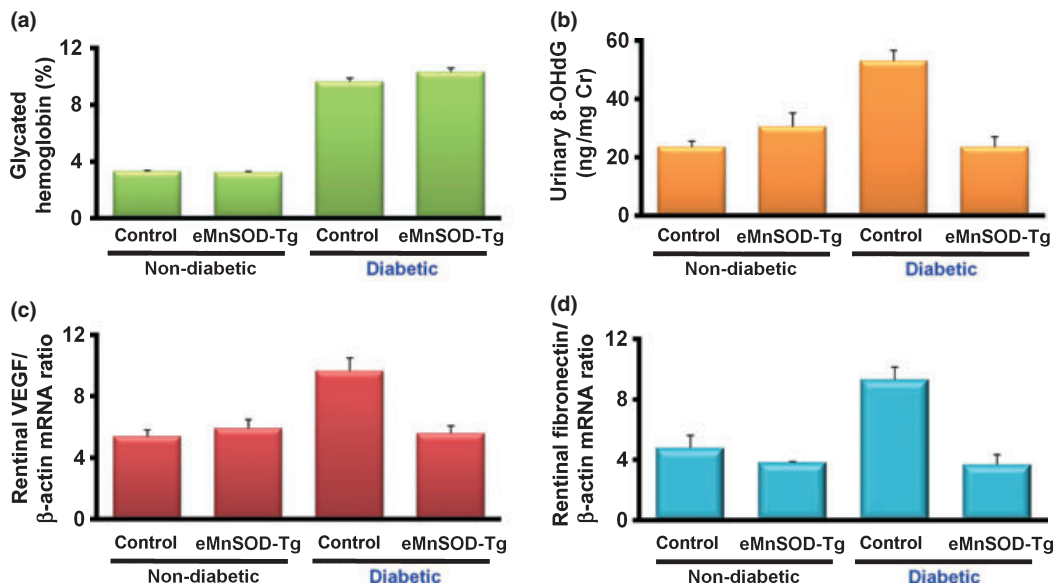 (a)
Glycated
hemoglobin (%)
12
8
4
0
Control eMnSOD-Tg Control eMnSOD-Tg
Non-diabetic Diabetic
(b)
Urinary 8-OHdG
(ng/mg Cr)
60
40
20
0
Control eMnSOD-Tg Control eMnSOD-Tg
Non-diabetic Diabetic
(c)
Rentinal VEGF/
β-actin mRNA ratio
12
8
4
0
Control eMnSOD-Tg Control eMnSOD-Tg
Non-diabetic Diabetic
(d)
Rentinal fibronectin/
β-actin mRNA ratio
12
8
4
0
Control eMnSOD-Tg Control eMnSOD-Tg
Non-diabetic Diabetic